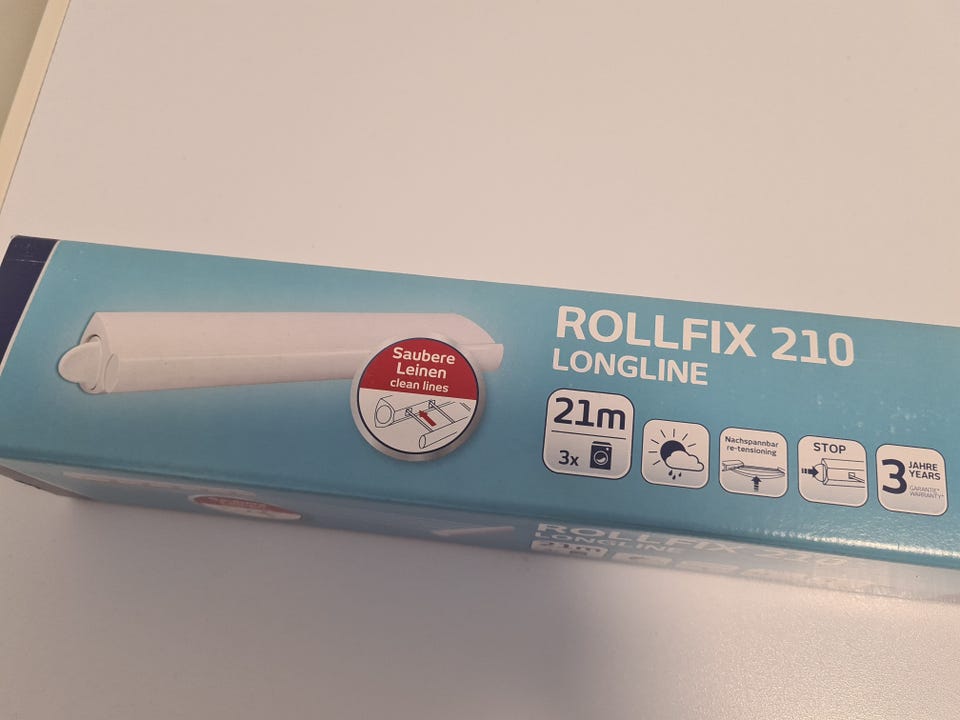 ROLLFIX 210
LONGLINE
Saubere
Leinen
clean lines
21m
3x
Nachspannbar
re-tensioning
STOP
3 JAHRE
YEARS
GARANTIE*
WARRANTY*
ROLLFIX 210
LONGLINE
21m